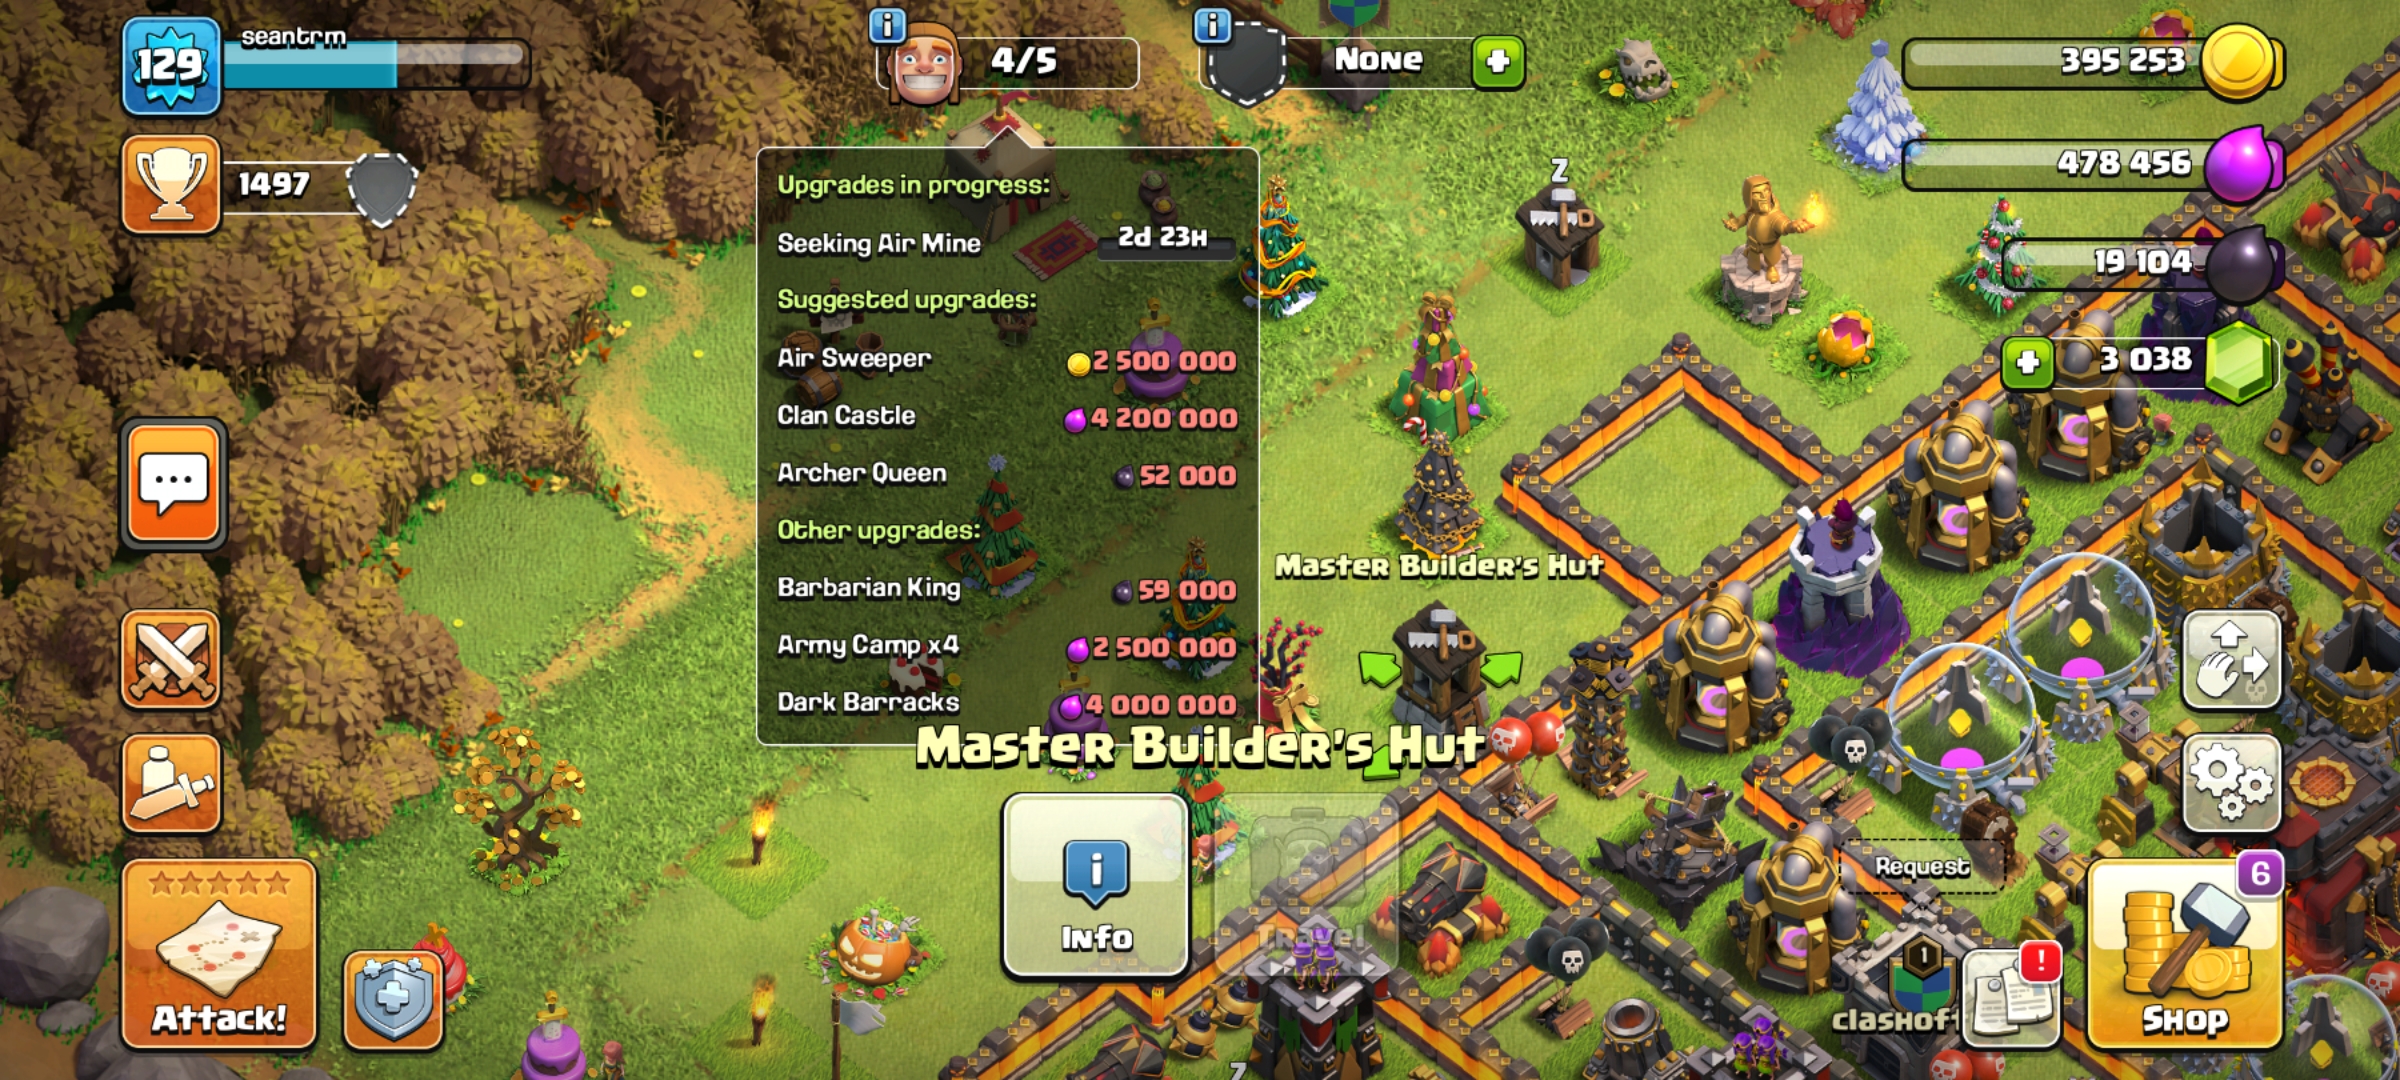 129
seantrm
4/5
None
395 253
1497
478 456
19 104
3 038
Upgrades in progress:
Seeking Air Mine 2d 23H
Suggested upgrades:
Air Sweeper 2 500 000
Clan Castle 4 200 000
Archer Queen 52 000
Other upgrades:
Barbarian King 59 000
Army Camp x4 2 500 000
Dark Barracks 4 000 000
Z
Master Builder's Hut
Master Builder's Hut
Info
Travel
Request
1
clashof
!
6
Shop
Attack!
Z